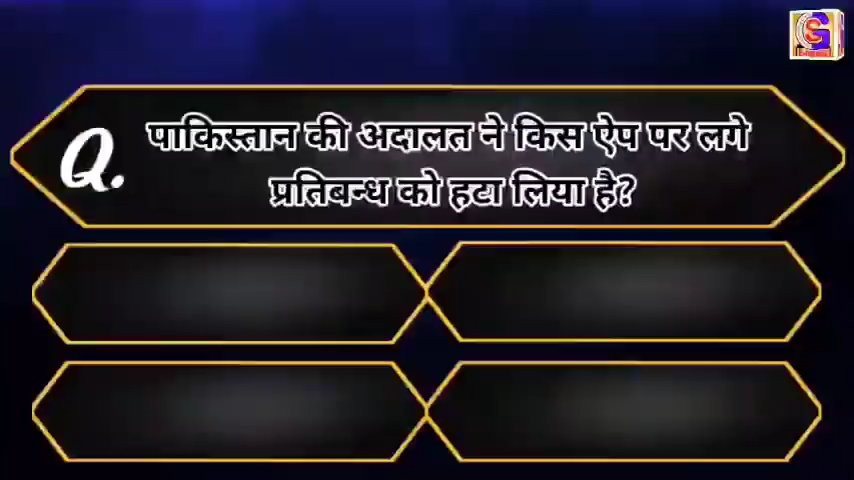 Q. पाकिस्तान की अदालत ने किस ऐप पर लगे
प्रतिबन्ध को हटा लिया है?